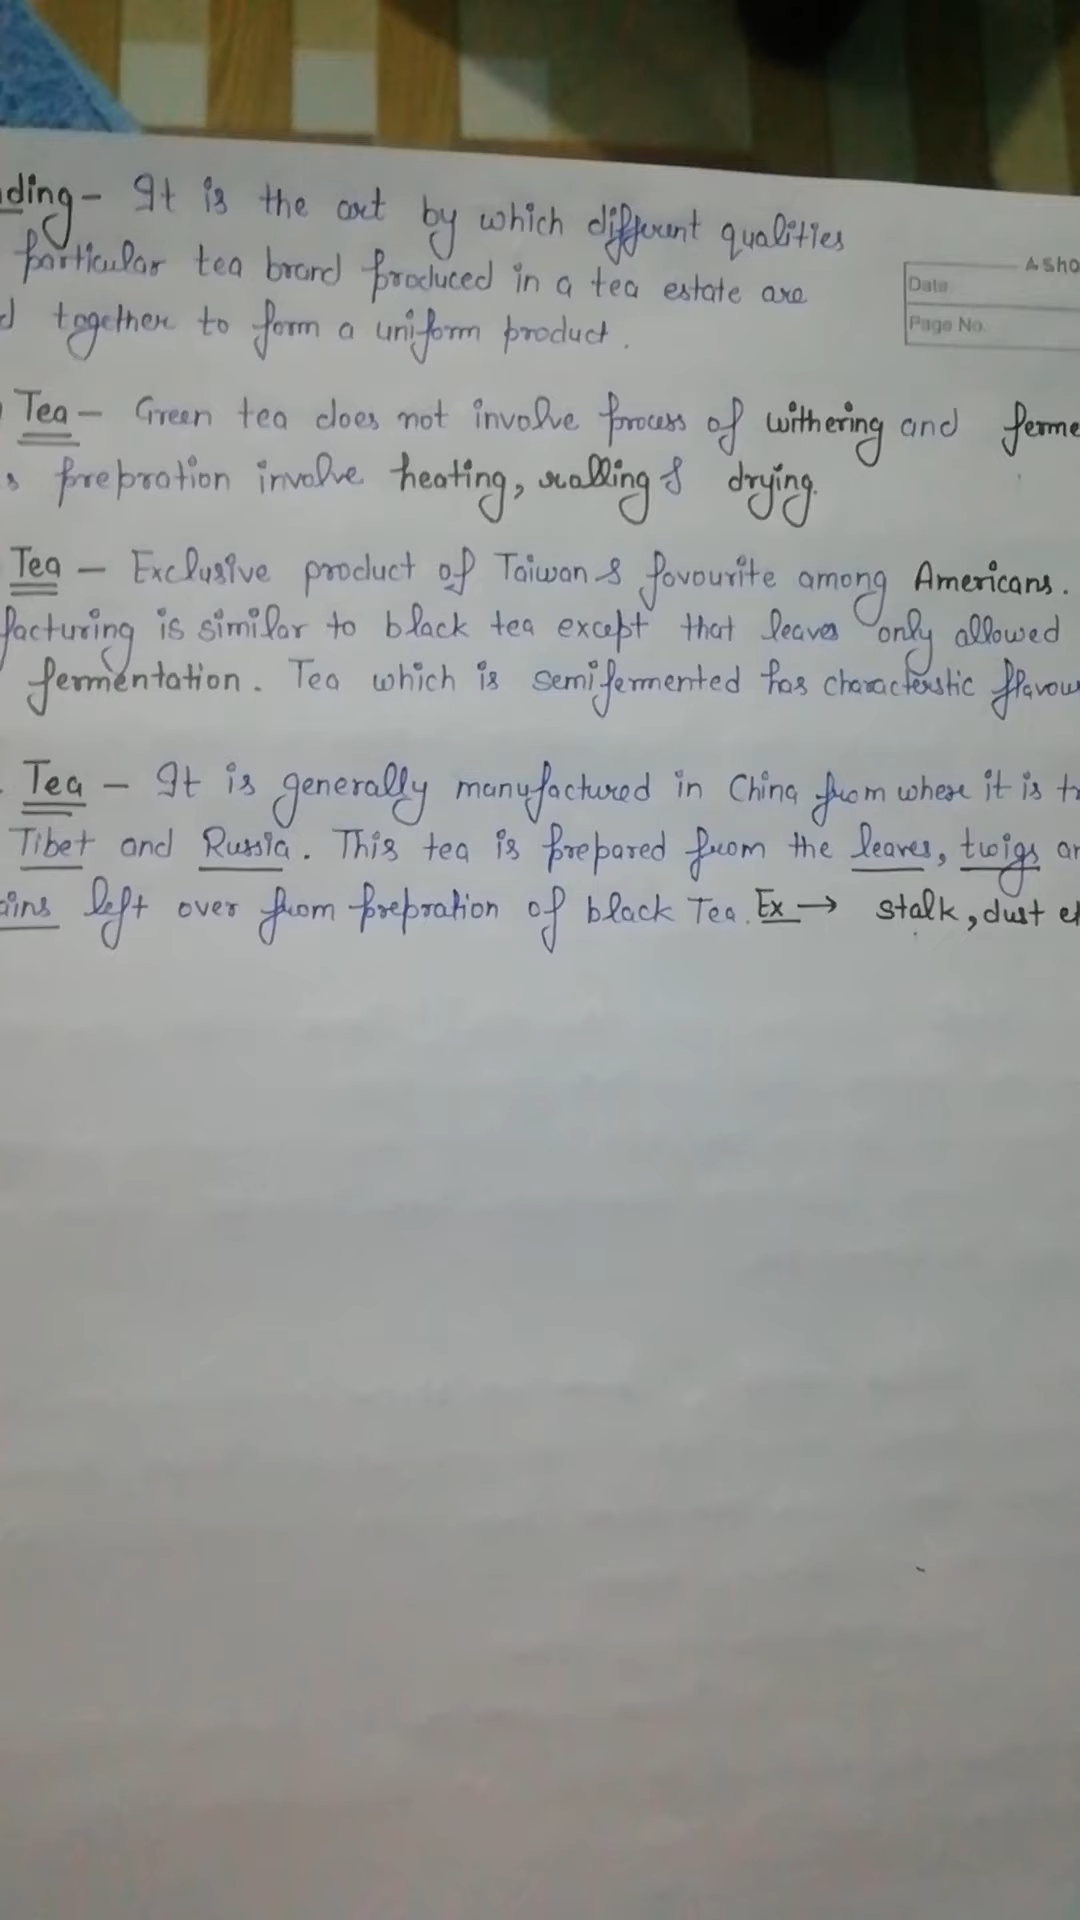 ding- It is the art by which different qualities
particular tea brand produced in a tea estate are
d together to form a uniform product.
Asho
Date
Page No.
Tea- Green tea does not involve process of withering and ferme
s prepration involve heating, rolling & drying.
Tea - Exclusive product of Taiwan & favourite among Americans.
facturing is similar to black tea except that leaves only allowed
fermentation. Tea which is semifermented has characterstic flavou
Tea - It is generally manufactured in China from where it is tr
Tibet and Russia. This tea is prepared from the leaves, twigs an
ains left over from prepration of black Tea. Ex→ stalk, dust et